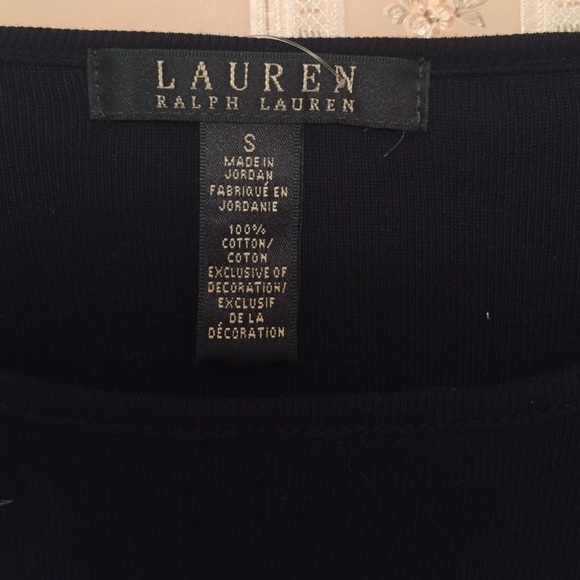 LAUREN
RALPH LAUREN
S
MADE IN
JORDAN
FABRIQUÉ EN
JORDANIE
100%
COTTON/
COTON
EXCLUSIVE OF
DECORATION/
EXCLUSIF
DE LA
DÉCORATION